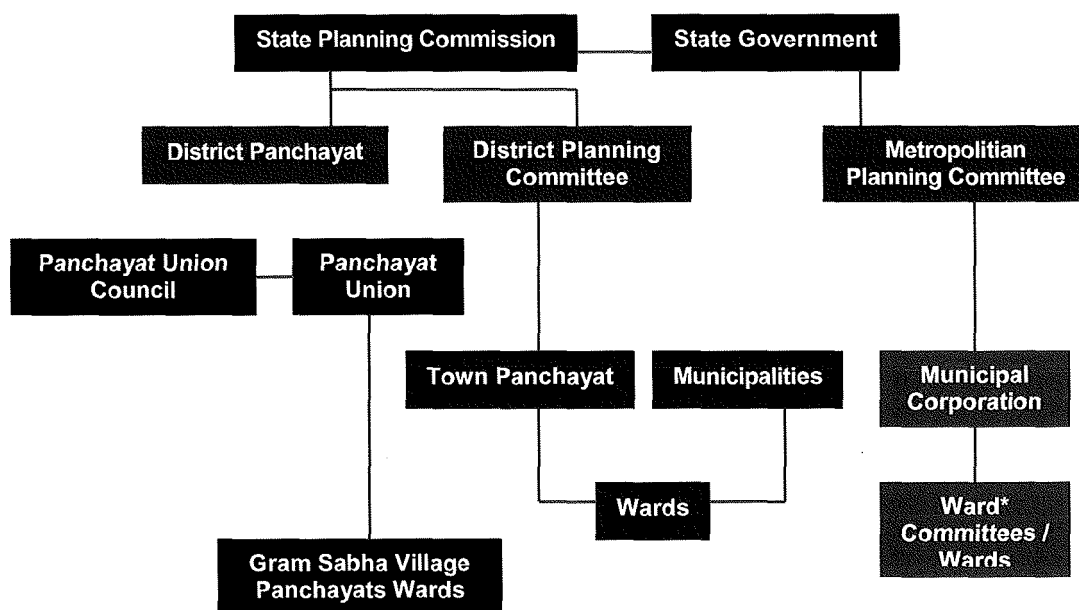 State Planning Commission
State Government
District Panchayat
District Planning
Committee
Metropolitian
Planning Committee
Panchayat Union
Council
Panchayat
Union
Town Panchayat
Municipalities
Municipal
Corporation
Wards
Ward*
Committees /
Wards
Gram Sabha Village
Panchayats Wards